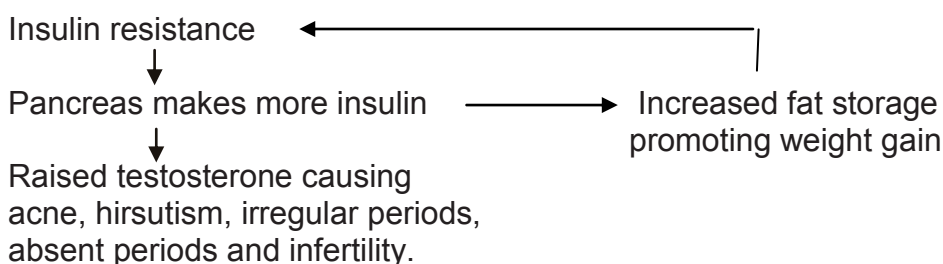 Insulin resistance
Pancreas makes more insulin
Increased fat storage
promoting weight gain
Raised testosterone causing
acne, hirsutism, irregular periods,
absent periods and infertility.